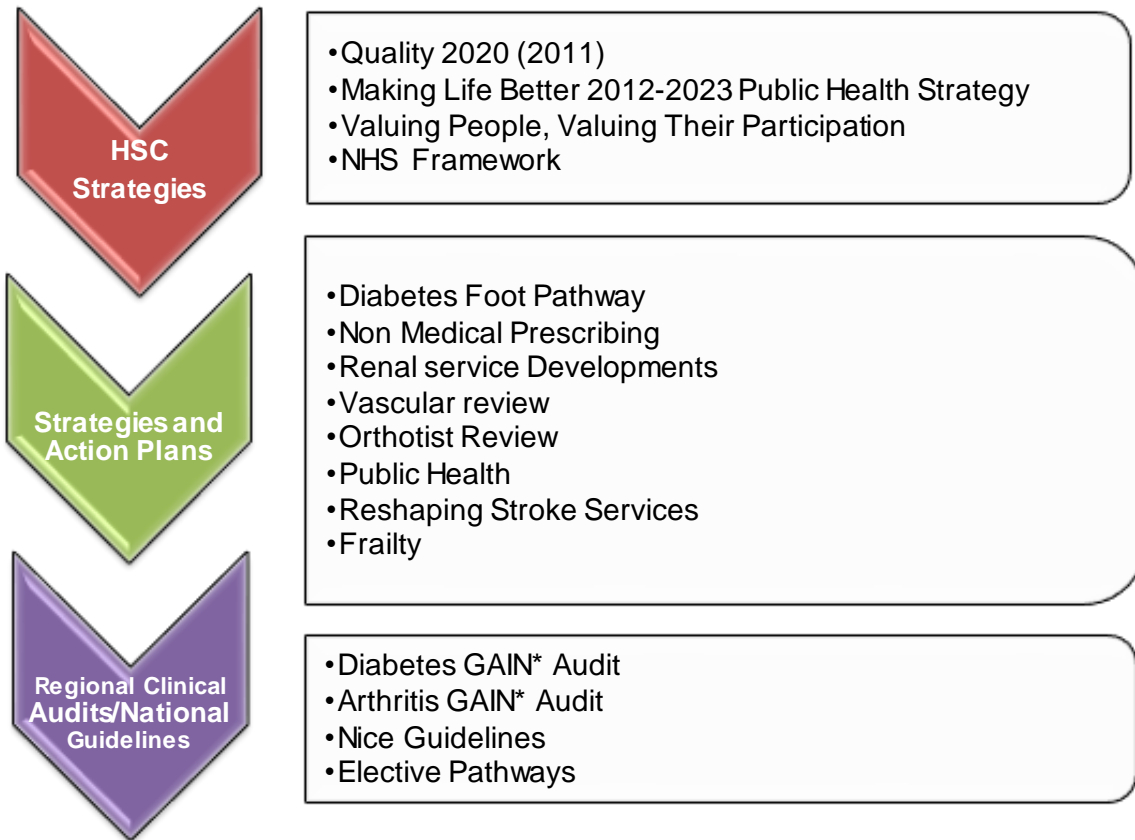 HSC
Strategies
•Quality 2020 (2011)
•Making Life Better 2012-2023 Public Health Strategy
•Valuing People, Valuing Their Participation
•NHS Framework
Strategies and
Action Plans
•Diabetes Foot Pathway
•Non Medical Prescribing
•Renal service Developments
•Vascular review
•Orthotist Review
•Public Health
•Reshaping Stroke Services
•Frailty
Regional Clinical
Audits/National
Guidelines
•Diabetes GAIN* Audit
•Arthritis GAIN* Audit
•Nice Guidelines
•Elective Pathways